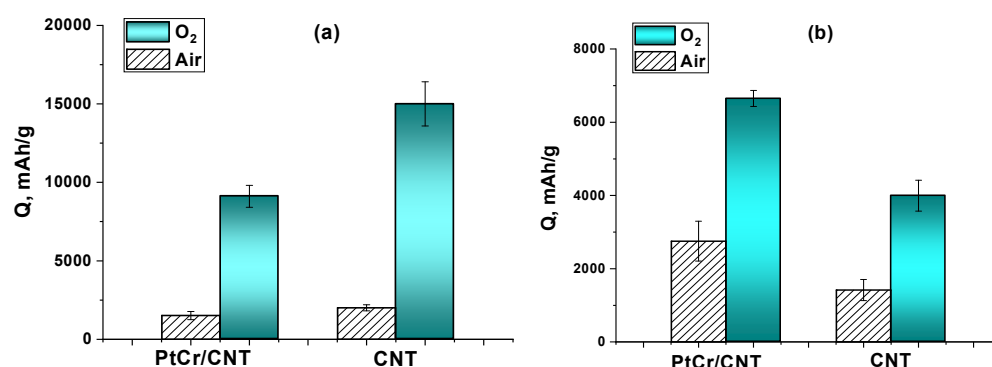 (a)
O₂
Air
Q, mAh/g
20000
15000
10000
5000
0
PtCr/CNT CNT
(b)
O₂
Air
Q, mAh/g
8000
6000
4000
2000
0
PtCr/CNT CNT